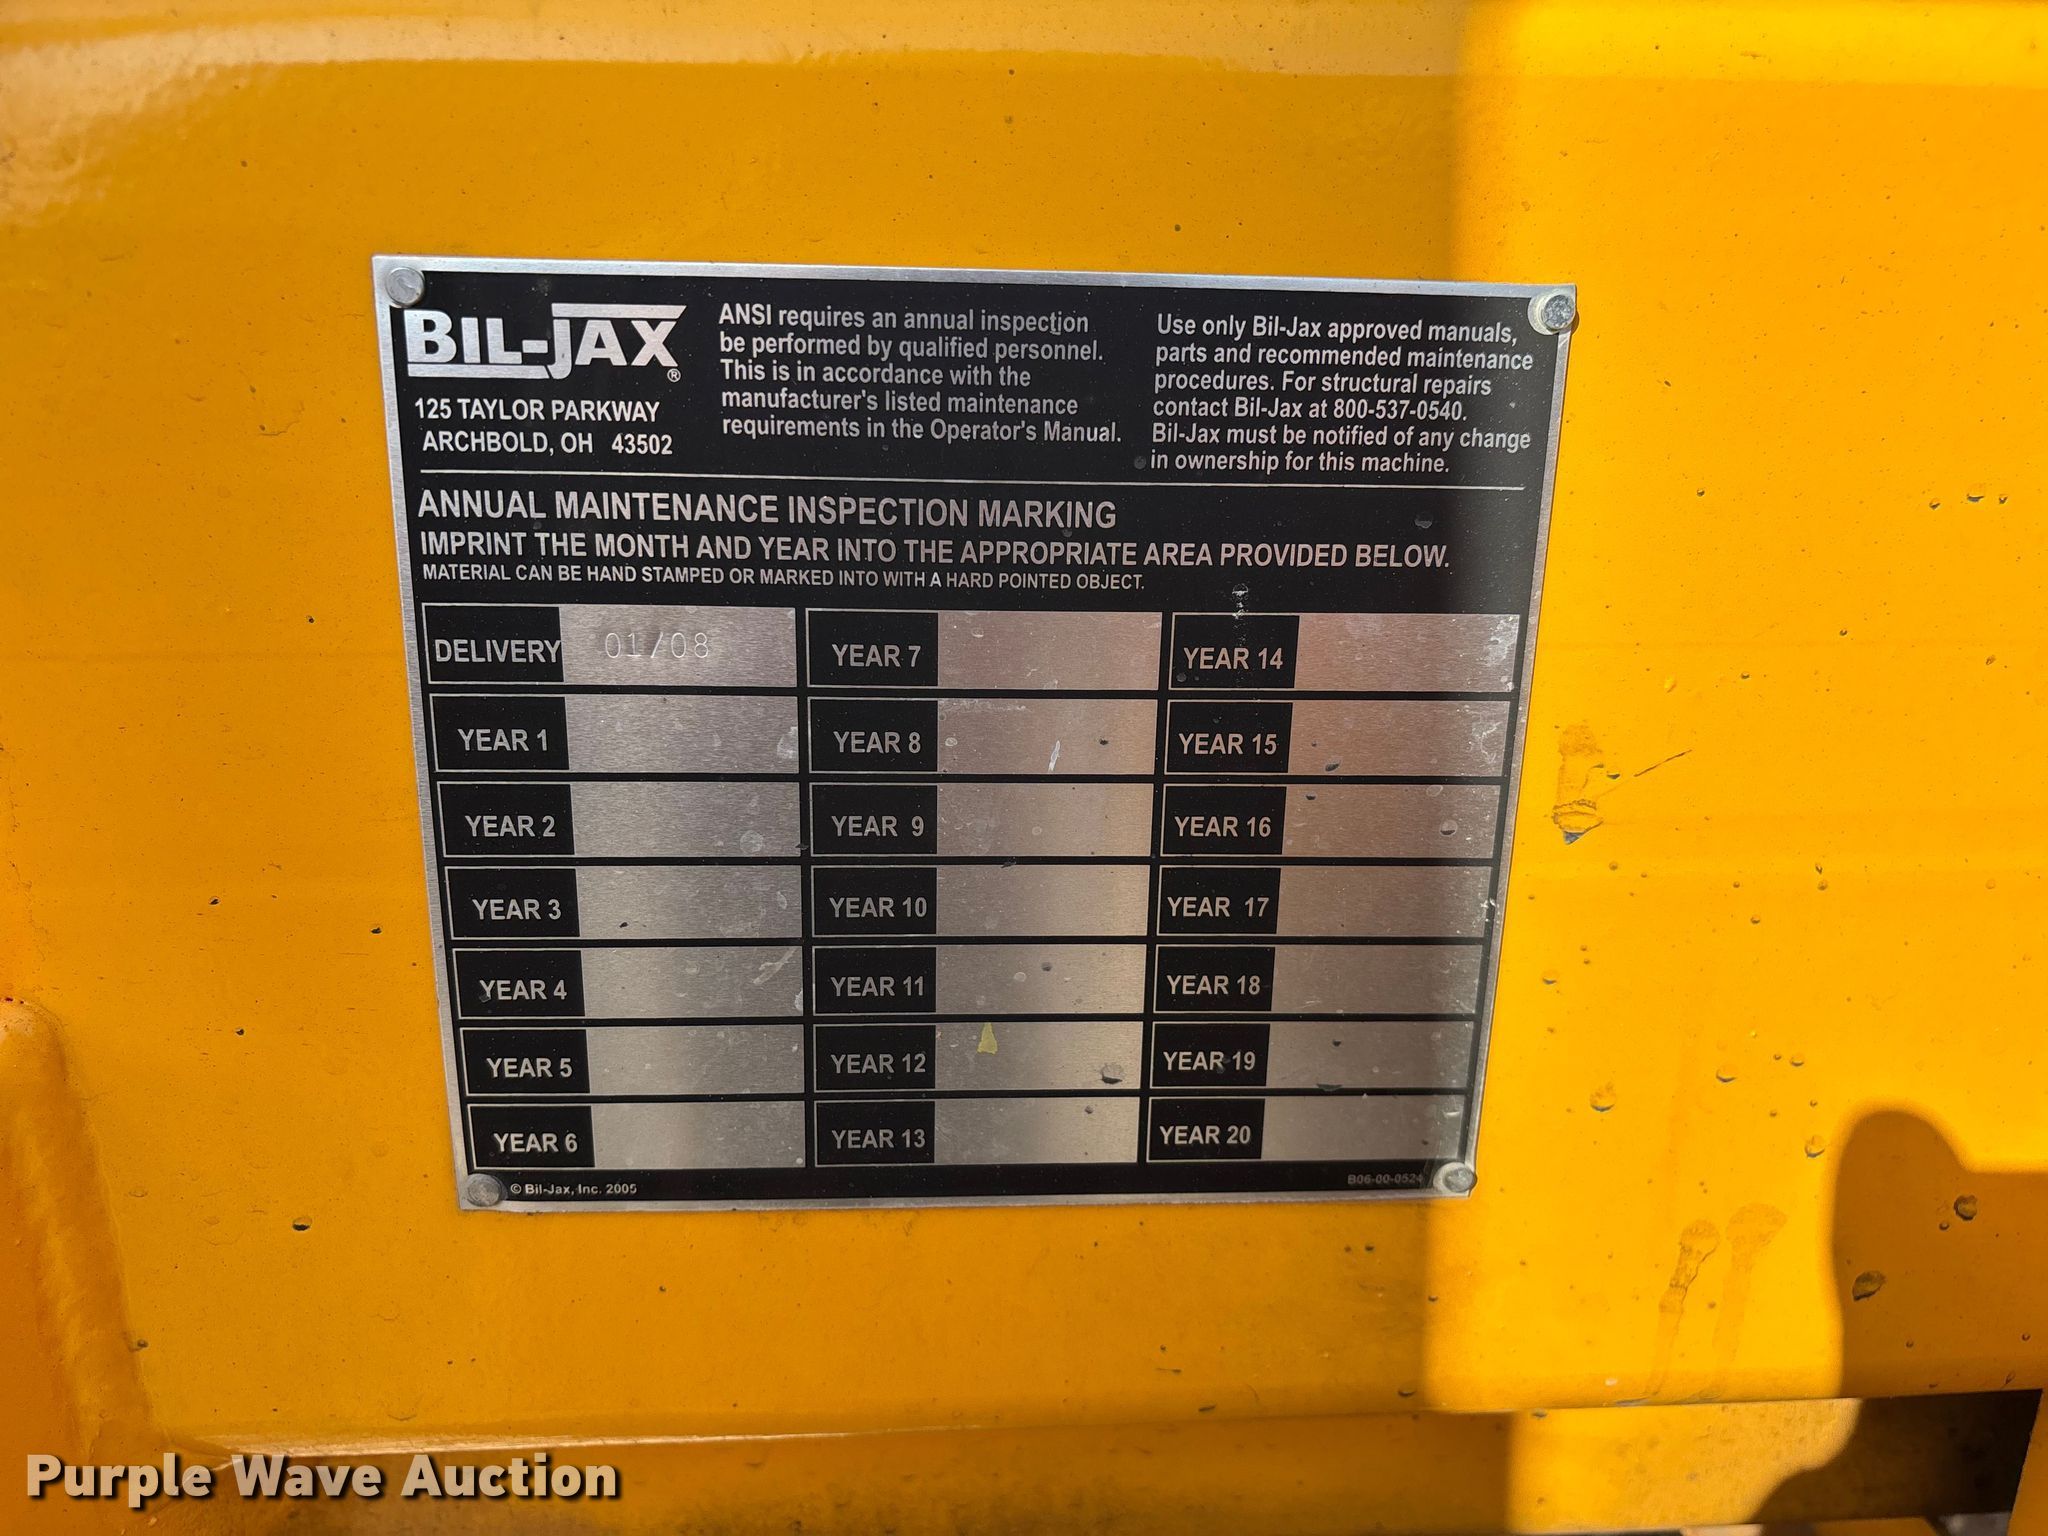 BIL-JAX®
125 TAYLOR PARKWAY
ARCHBOLD, OH 43502
ANSI requires an annual inspection
be performed by qualified personnel.
This is in accordance with the
manufacturer's listed maintenance
requirements in the Operator's Manual.
Use only Bil-Jax approved manuals,
parts and recommended maintenance
procedures. For structural repairs
contact Bil-Jax at 800-537-0540.
Bil-Jax must be notified of any change
in ownership for this machine.
ANNUAL MAINTENANCE INSPECTION MARKING
IMPRINT THE MONTH AND YEAR INTO THE APPROPRIATE AREA PROVIDED BELOW.
MATERIAL CAN BE HAND STAMPED OR MARKED INTO WITH A HARD POINTED OBJECT.
DELIVERY 01/08
YEAR 1
YEAR 2
YEAR 3
YEAR 4
YEAR 5
YEAR 6
YEAR 7
YEAR 8
YEAR 9
YEAR 10
YEAR 11
YEAR 12
YEAR 13
YEAR 14
YEAR 15
YEAR 16
YEAR 17
YEAR 18
YEAR 19
YEAR 20
© Bil-Jax, Inc. 2005
B06-00-0524
Purple Wave Auction